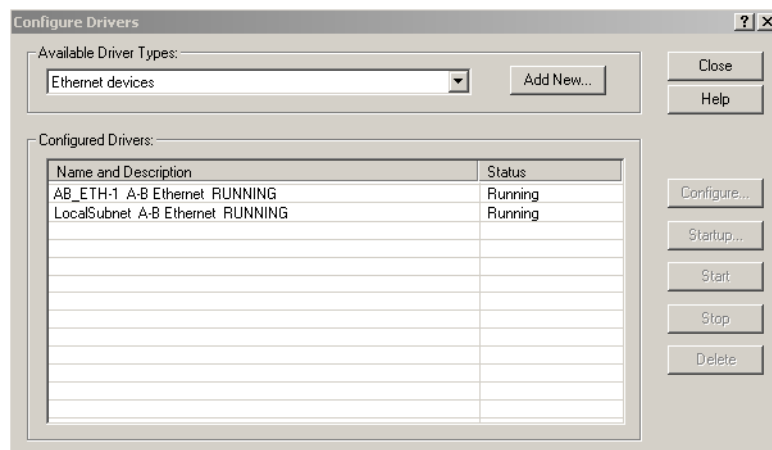 Configure Drivers
Available Driver Types:
Ethernet devices
Add New...
Close
Help
Configured Drivers:
Name and Description Status
AB_ETH-1 A-B Ethernet RUNNING Running
LocalSubnet A-B Ethernet RUNNING Running
Configure...
Startup...
Start
Stop
Delete